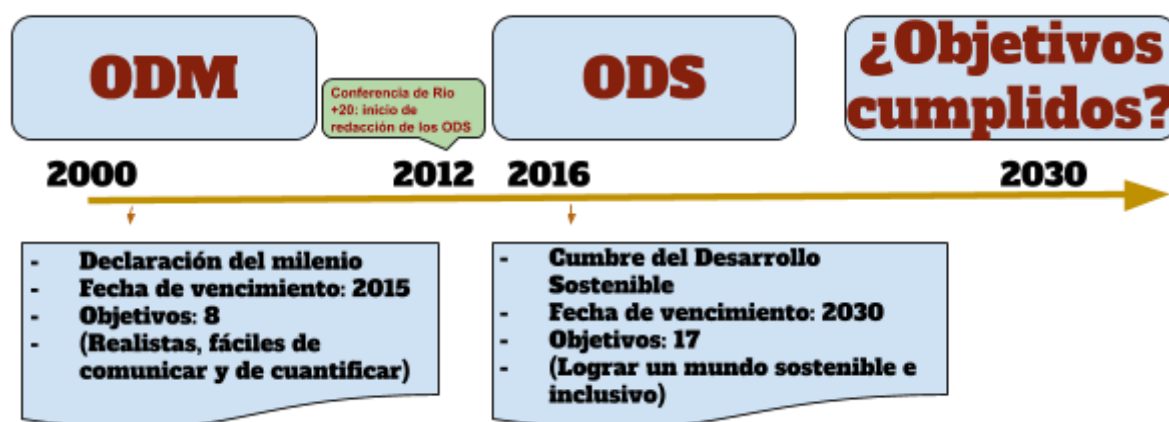 ODM
ODS
¿Objetivos
cumplidos?
Conferencia de Rio
+20: inicio de
redacción de los ODS
2000
2012
2016
2030
- Declaración del milenio
- Fecha de vencimiento: 2015
- Objetivos: 8
- (Realistas, fáciles de
comunicar y de cuantificar)
- Cumbre del Desarrollo
Sostenible
- Fecha de vencimiento: 2030
- Objetivos: 17
- (Lograr un mundo sostenible e
inclusivo)